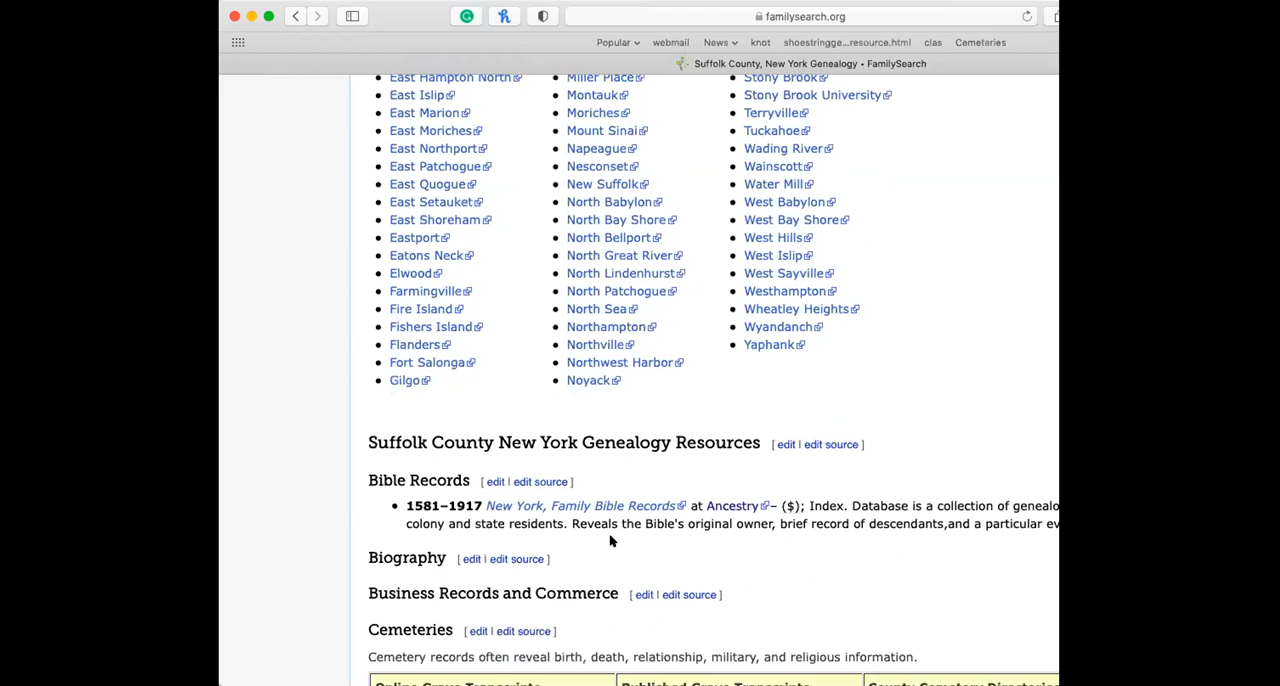 familysearch.org
Popular webmail News knot shoestringge...resource.html clas Cemeteries
Suffolk County, New York Genealogy • FamilySearch
East Hampton North
East Islip
East Marion
East Moriches
East Northport
East Patchogue
East Quogue
East Setauket
East Shoreham
Eastport
Eatons Neck
Elwood
Farmingville
Fire Island
Fishers Island
Flanders
Fort Salonga
Gilgo
Miller Place
Montauk
Moriches
Mount Sinai
Napeague
Nesconset
New Suffolk
North Babylon
North Bay Shore
North Bellport
North Great River
North Lindenhurst
North Patchogue
North Sea
Northampton
Northville
Northwest Harbor
Noyack
Stony Brook
Stony Brook University
Terryville
Tuckahoe
Wading River
Wainscott
Water Mill
West Babylon
West Bay Shore
West Hills
West Islip
West Sayville
Westhampton
Wheatley Heights
Wyandanch
Yaphank
Suffolk County New York Genealogy Resources [ edit | edit source ]
Bible Records [ edit | edit source ]
1581–1917 New York, Family Bible Records at Ancestry – ($); Index. Database is a collection of genealo
colony and state residents. Reveals the Bible's original owner, brief record of descendants,and a particular ev
Biography [ edit | edit source ]
Business Records and Commerce [ edit | edit source ]
Cemeteries [ edit | edit source ]
Cemetery records often reveal birth, death, relationship, military, and religious information.
Online Grave Transcripts Published Grave Transcripts County Cemetery Directories